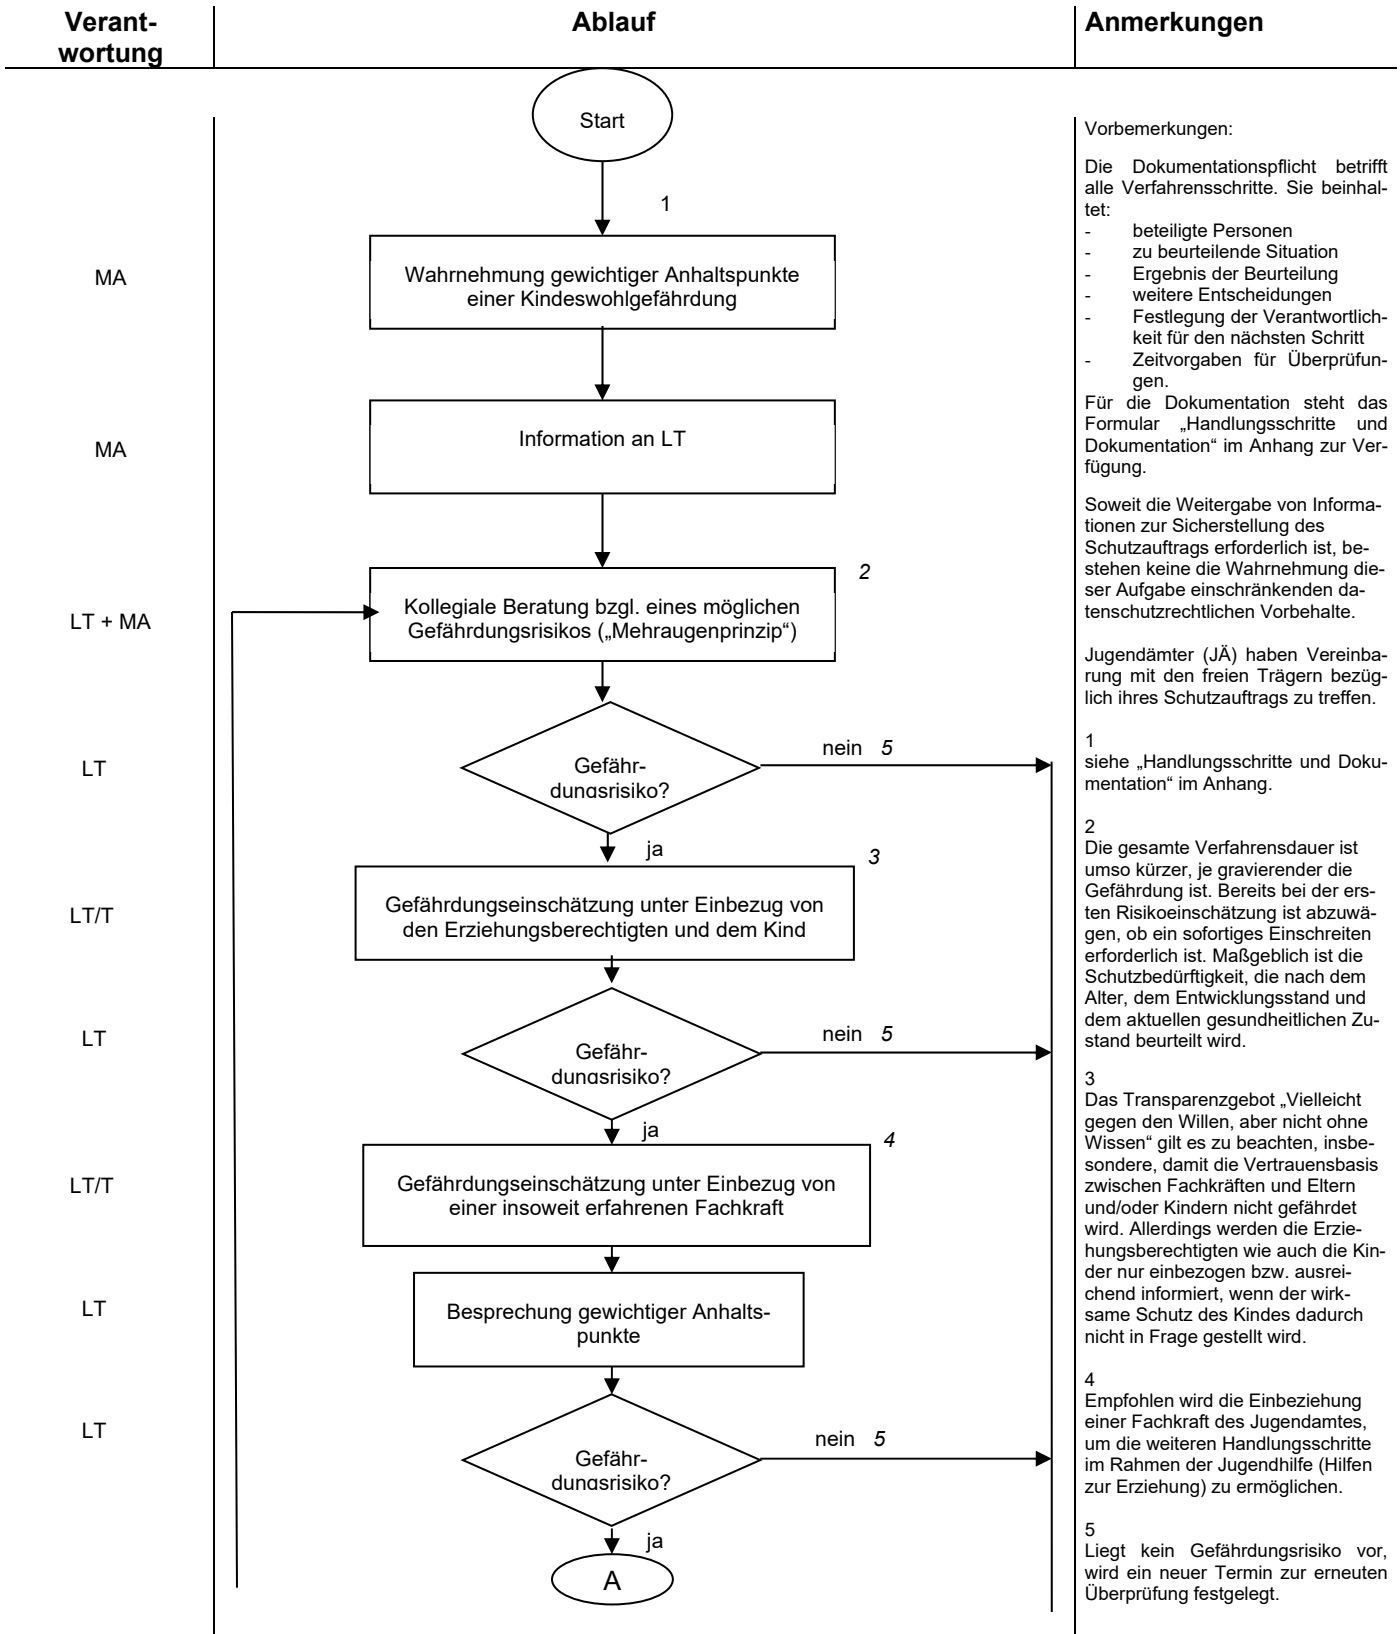 Verant-
wortung
Ablauf
Anmerkungen
Start
1
MA
Wahrnehmung gewichtiger Anhaltspunkte
einer Kindeswohlgefährdung
MA
Information an LT
2
LT + MA
Kollegiale Beratung bzgl. eines möglichen
Gefährdungsrisikos („Mehraugenprinzip“)
LT
Gefähr-
dungsrisiko?
nein 5
ja
3
LT/T
Gefährdungseinschätzung unter Einbezug von
den Erziehungsberechtigten und dem Kind
LT
Gefähr-
dungsrisiko?
nein 5
ja
4
LT/T
Gefährdungseinschätzung unter Einbezug von
einer insoweit erfahrenen Fachkraft
LT
Besprechung gewichtiger Anhalts-
punkte
LT
Gefähr-
dungsrisiko?
nein 5
ja
A
Vorbemerkungen:
Die Dokumentationspflicht betrifft
alle Verfahrensschritte. Sie beinhal-
tet:
- beteiligte Personen
- zu beurteilende Situation
- Ergebnis der Beurteilung
- weitere Entscheidungen
- Festlegung der Verantwortlich-
keit für den nächsten Schritt
- Zeitvorgaben für Überprüfun-
gen.
Für die Dokumentation steht das
Formular „Handlungsschritte und
Dokumentation“ im Anhang zur Ver-
fügung.
Soweit die Weitergabe von Informa-
tionen zur Sicherstellung des
Schutzauftrags erforderlich ist, be-
stehen keine die Wahrnehmung die-
ser Aufgabe einschränkenden da-
tenschutzrechtlichen Vorbehalte.
Jugendämter (JÄ) haben Vereinba-
rung mit den freien Trägern bezüg-
lich ihres Schutzauftrags zu treffen.
1
siehe „Handlungsschritte und Doku-
mentation“ im Anhang.
2
Die gesamte Verfahrensdauer ist
umso kürzer, je gravierender die
Gefährdung ist. Bereits bei der ers-
ten Risikoeinschätzung ist abzuwä-
gen, ob ein sofortiges Einschreiten
erforderlich ist. Maßgeblich ist die
Schutzbedürftigkeit, die nach dem
Alter, dem Entwicklungsstand und
dem aktuellen gesundheitlichen Zu-
stand beurteilt wird.
3
Das Transparenzgebot „Vielleicht
gegen den Willen, aber nicht ohne
Wissen“ gilt es zu beachten, insbe-
sondere, damit die Vertrauensbasis
zwischen Fachkräften und Eltern
und/oder Kindern nicht gefährdet
wird. Allerdings werden die Erzie-
hungsberechtigten wie auch die Kin-
der nur einbezogen bzw. ausrei-
chend informiert, wenn der wirk-
same Schutz des Kindes dadurch
nicht in Frage gestellt wird.
4
Empfohlen wird die Einbeziehung
einer Fachkraft des Jugendamtes,
um die weiteren Handlungsschritte
im Rahmen der Jugendhilfe (Hilfen
zur Erziehung) zu ermöglichen.
5
Liegt kein Gefährdungsrisiko vor,
wird ein neuer Termin zur erneuten
Überprüfung festgelegt.